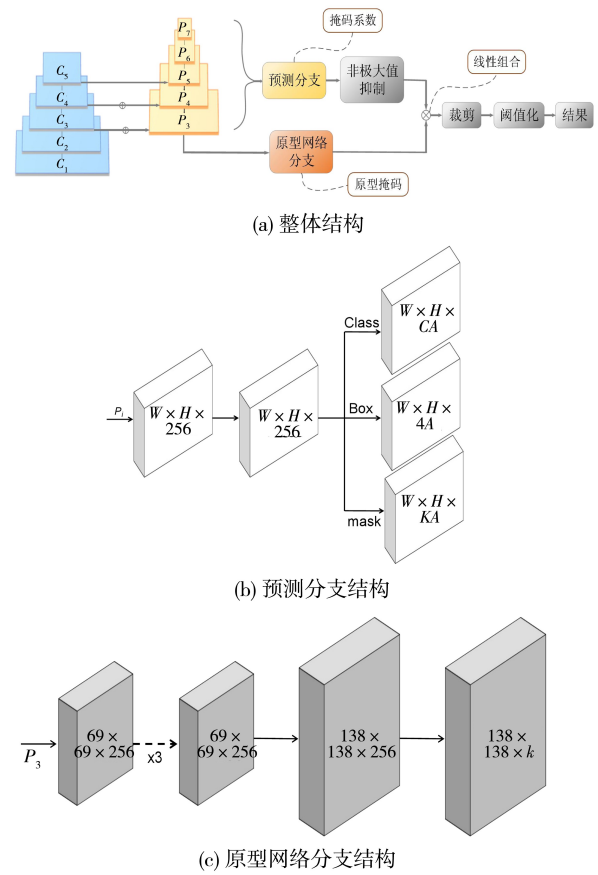 P7
P6
P5
P4
P3
C5
C4
C3
C2
C1
掩码系数
预测分支
非极大值
抑制
线性组合
裁剪
阈值化
结果
原型网络
分支
原型掩码
(a) 整体结构
Pi
W × H ×
256
W × H ×
256
Class
W × H ×
CA
Box
W × H ×
4A
mask
W × H ×
KA
(b) 预测分支结构
P3
69 ×
69 × 256
x3
69 ×
69 × 256
138 ×
138 × 256
138 ×
138 × k
(c) 原型网络分支结构